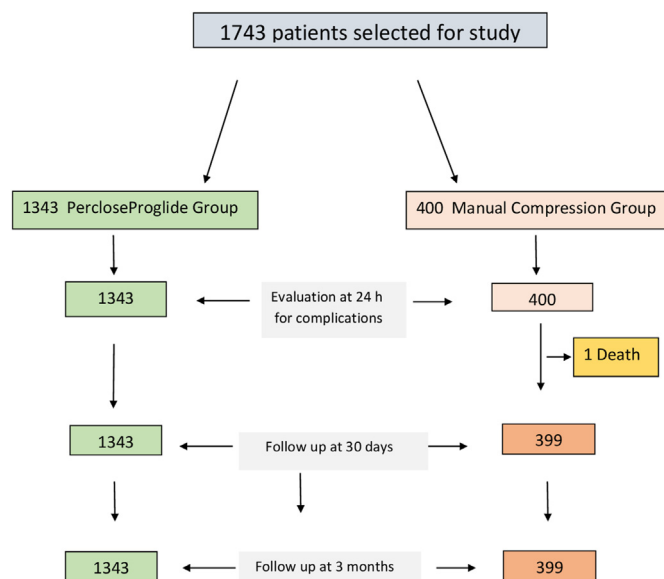 1743 patients selected for study
1343 PercloseProglide Group
400 Manual Compression Group
1343
Evaluation at 24 h
for complications
400
1 Death
1343
Follow up at 30 days
399
1343
Follow up at 3 months
399